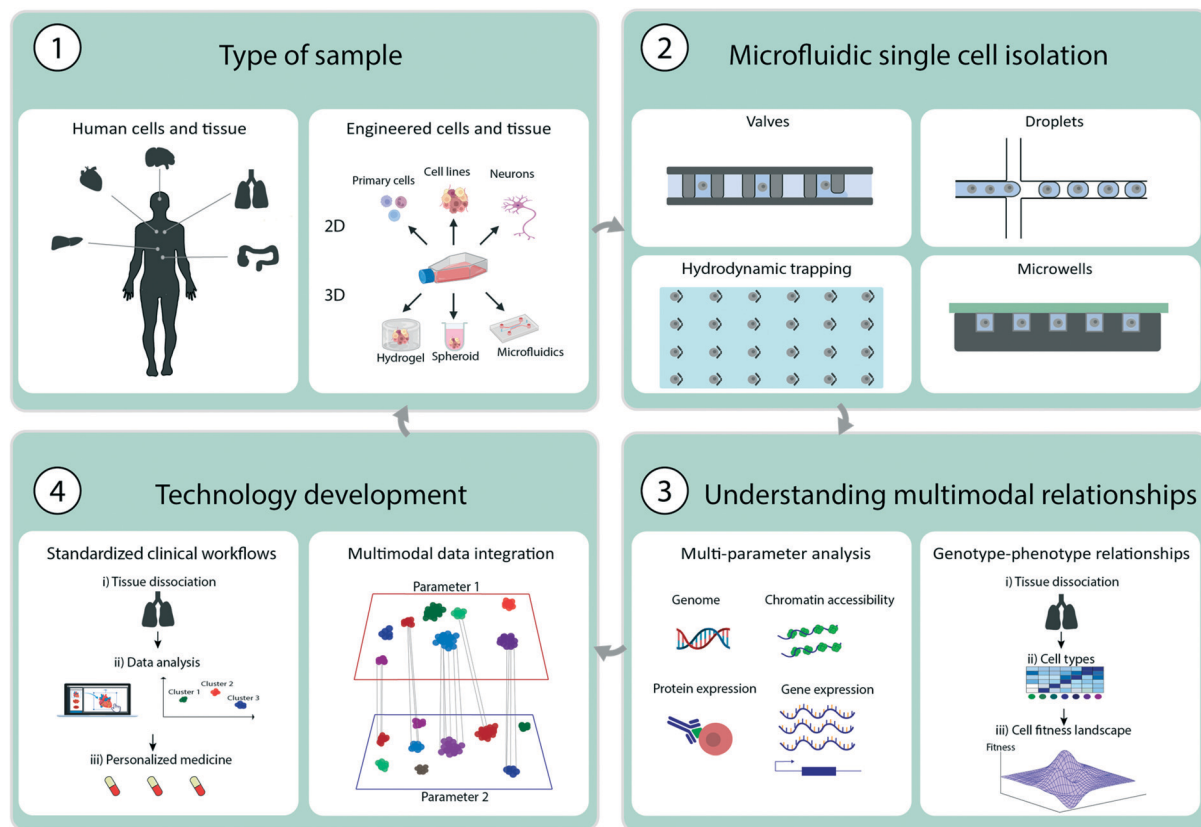 1
Type of sample
Human cells and tissue
Engineered cells and tissue
Primary cells
Cell lines
Neurons
2D
3D
Hydrogel
Spheroid
Microfluidics
2
Microfluidic single cell isolation
Valves
Droplets
Hydrodynamic trapping
Microwells
4
Technology development
Standardized clinical workflows
i) Tissue dissociation
ii) Data analysis
Cluster 1
Cluster 2
Cluster 3
iii) Personalized medicine
Multimodal data integration
Parameter 1
Parameter 2
3
Understanding multimodal relationships
Multi-parameter analysis
Genome
Chromatin accessibility
Protein expression
Gene expression
Genotype-phenotype relationships
i) Tissue dissociation
ii) Cell types
iii) Cell fitness landscape
Fitness